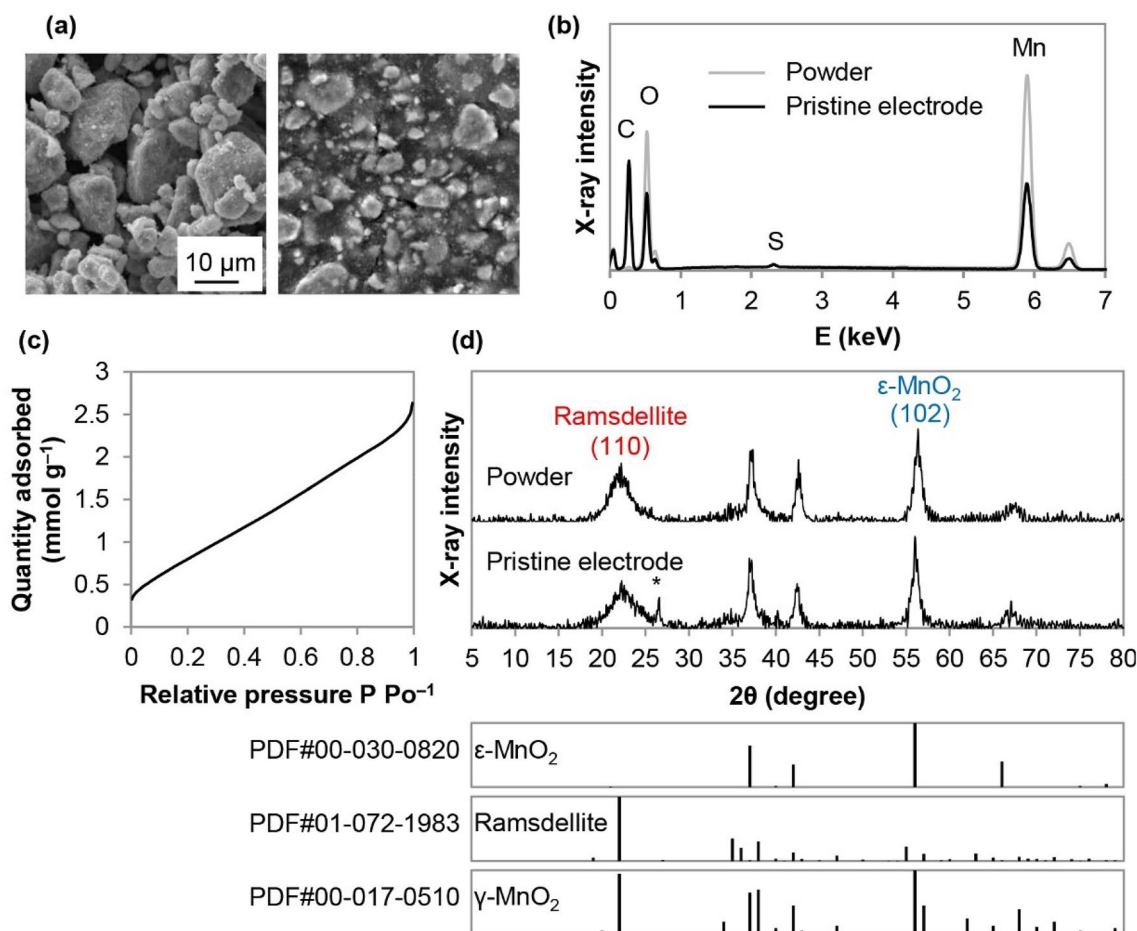 (a)
10 µm
(b)
X-ray intensity
C
O
S
Mn
Powder
Pristine electrode
0 1 2 3 4 5 6 7
E (keV)
(c)
Quantity adsorbed
(mmol g⁻¹)
3
2.5
2
1.5
1
0.5
0
0 0.2 0.4 0.6 0.8 1
Relative pressure P Po⁻¹
(d)
X-ray intensity
Ramsdellite
(110)
ε-MnO₂
(102)
Powder
Pristine electrode
*
5 10 15 20 25 30 35 40 45 50 55 60 65 70 75 80
2θ (degree)
PDF#00-030-0820 ε-MnO₂
PDF#01-072-1983 Ramsdellite
PDF#00-017-0510 γ-MnO₂